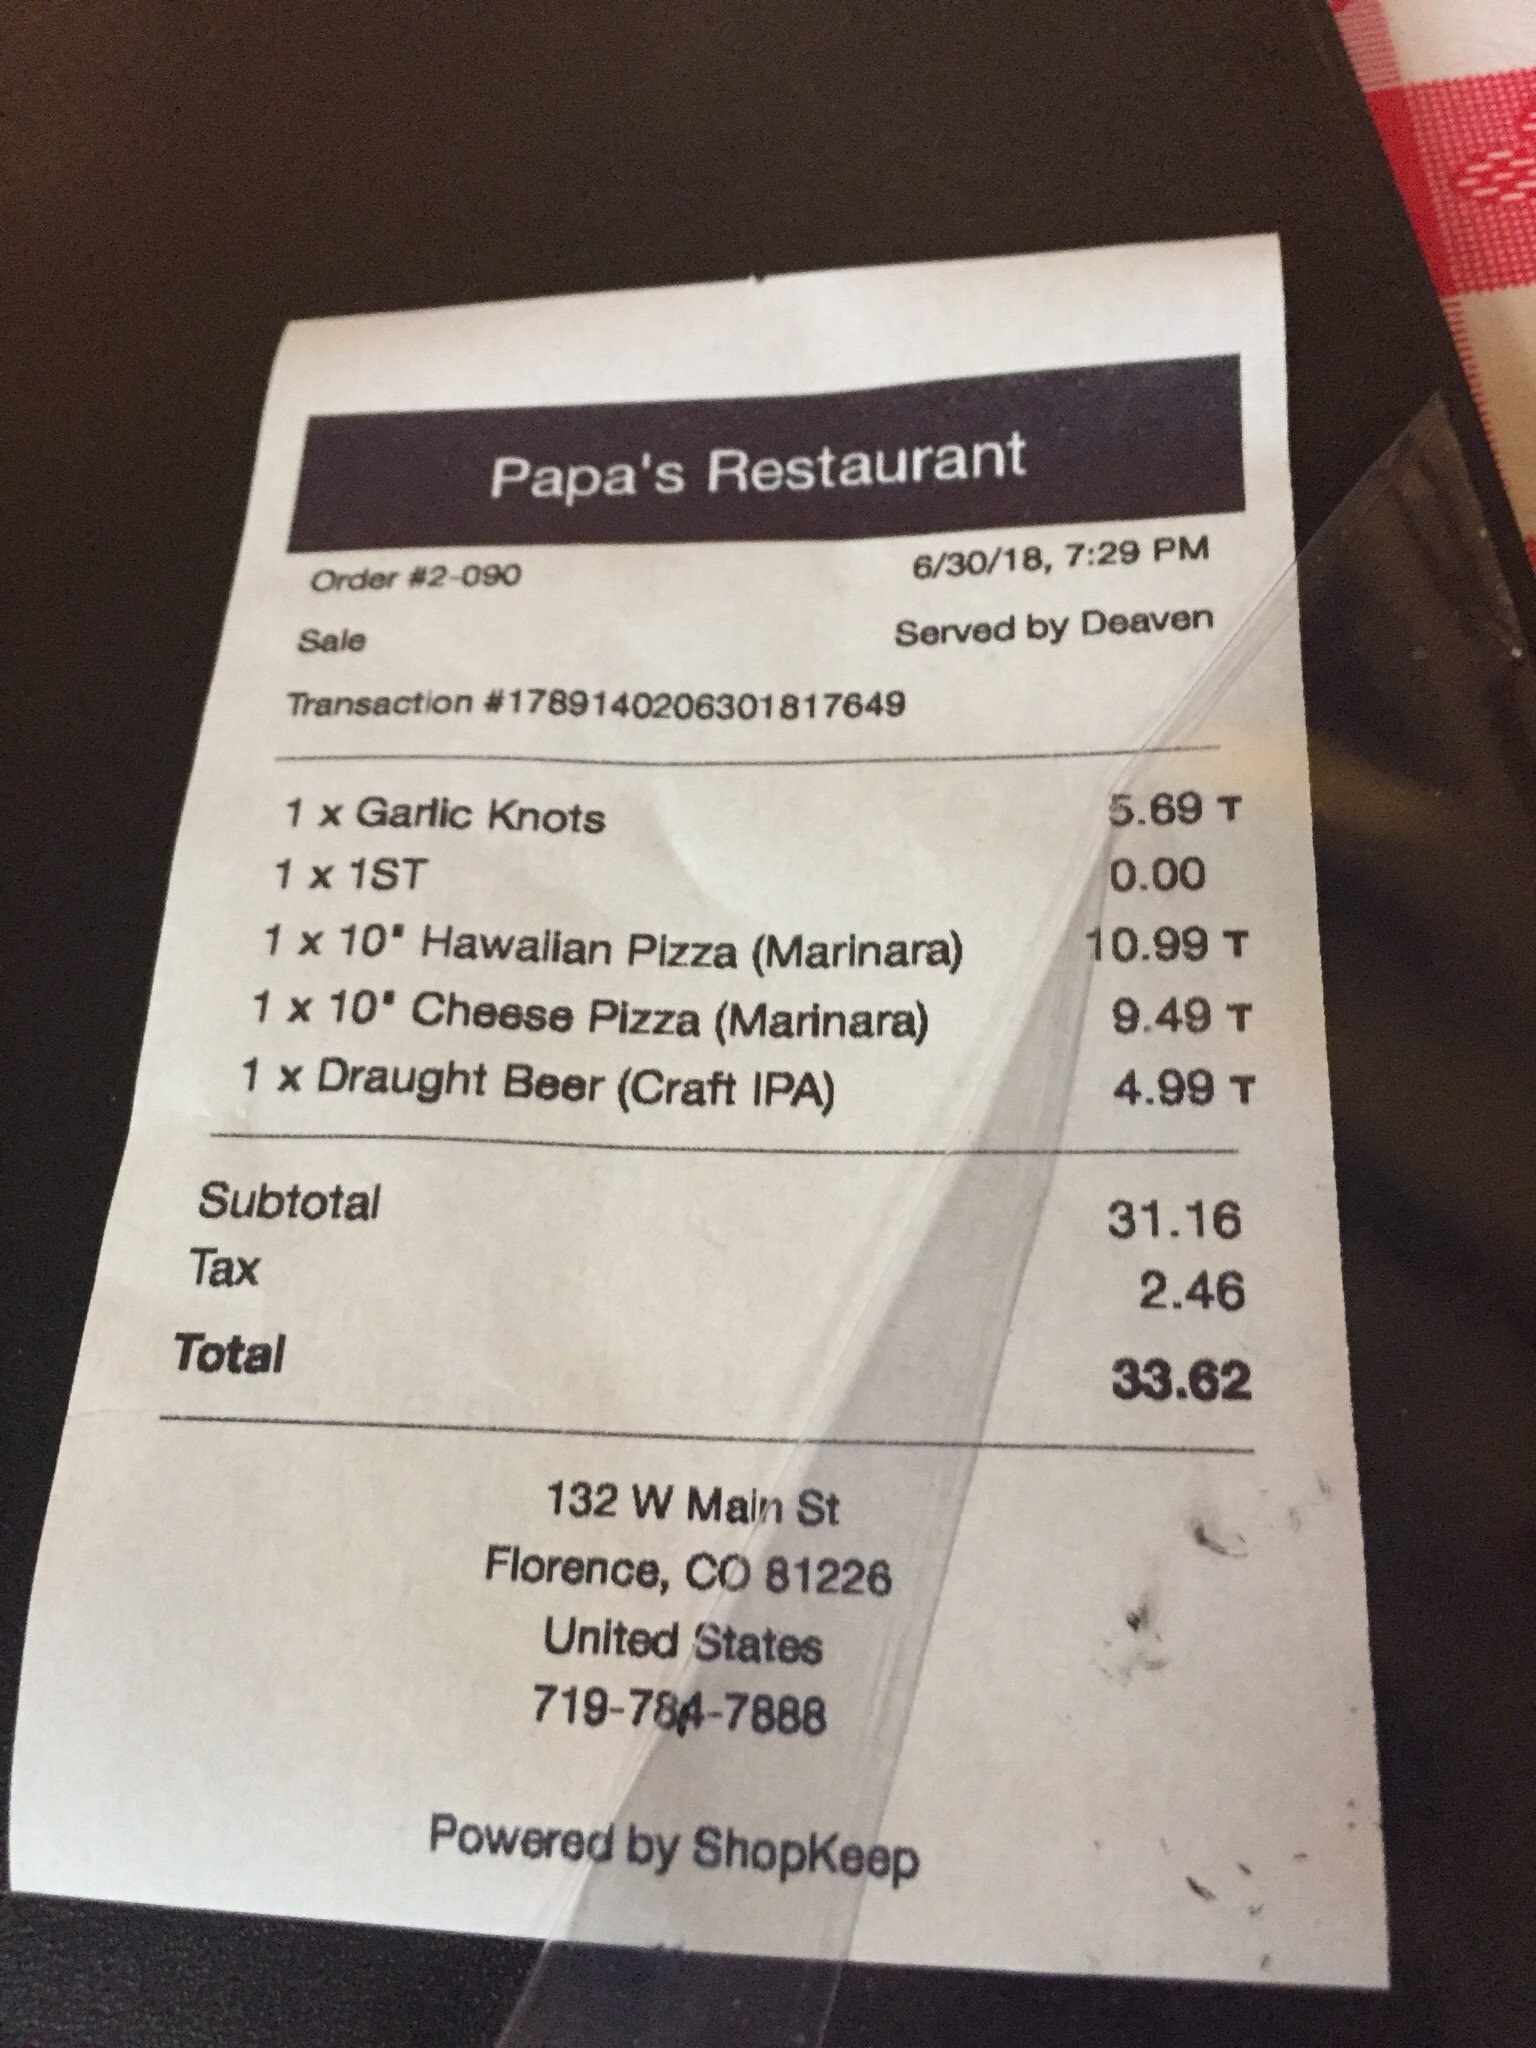 Papa's Restaurant
Order #2-090 6/30/18, 7:29 PM
Sale Served by Deaven
Transaction #1789140206301817649
1 x Garlic Knots 5.69 T
1 x 1ST 0.00
1 x 10" Hawaiian Pizza (Marinara) 10.99 T
1 x 10" Cheese Pizza (Marinara) 9.49 T
1 x Draught Beer (Craft IPA) 4.99 T
Subtotal 31.16
Tax 2.46
Total 33.62
132 W Main St
Florence, CO 81226
United States
719-784-7888
Powered by ShopKeep